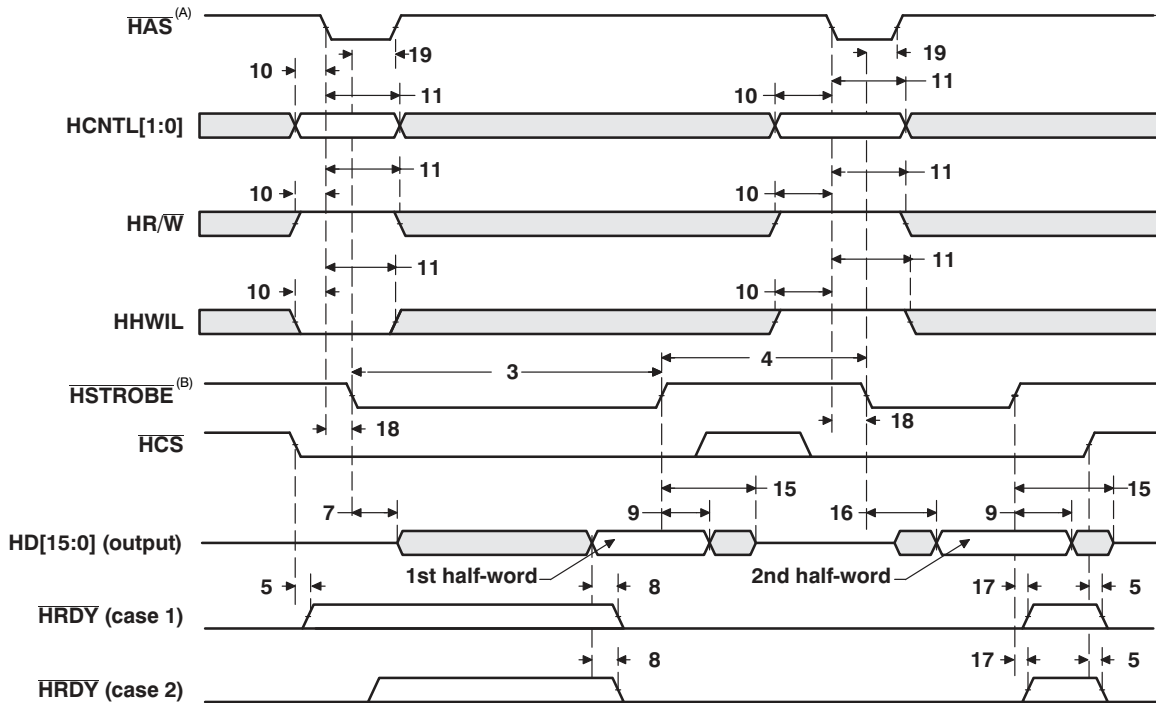 HAS (A)
19 19
10 11 10 11
HCNTL[1:0]
11 11
10 10
HR/W
11 11
10 10
HHWIL
3 4
HSTROBE (B)
18 18
HCS
15 15
7 9 16 9
HD[15:0] (output)
1st half-word 2nd half-word
5 8 17 5
HRDY (case 1)
8 17 5
HRDY (case 2)